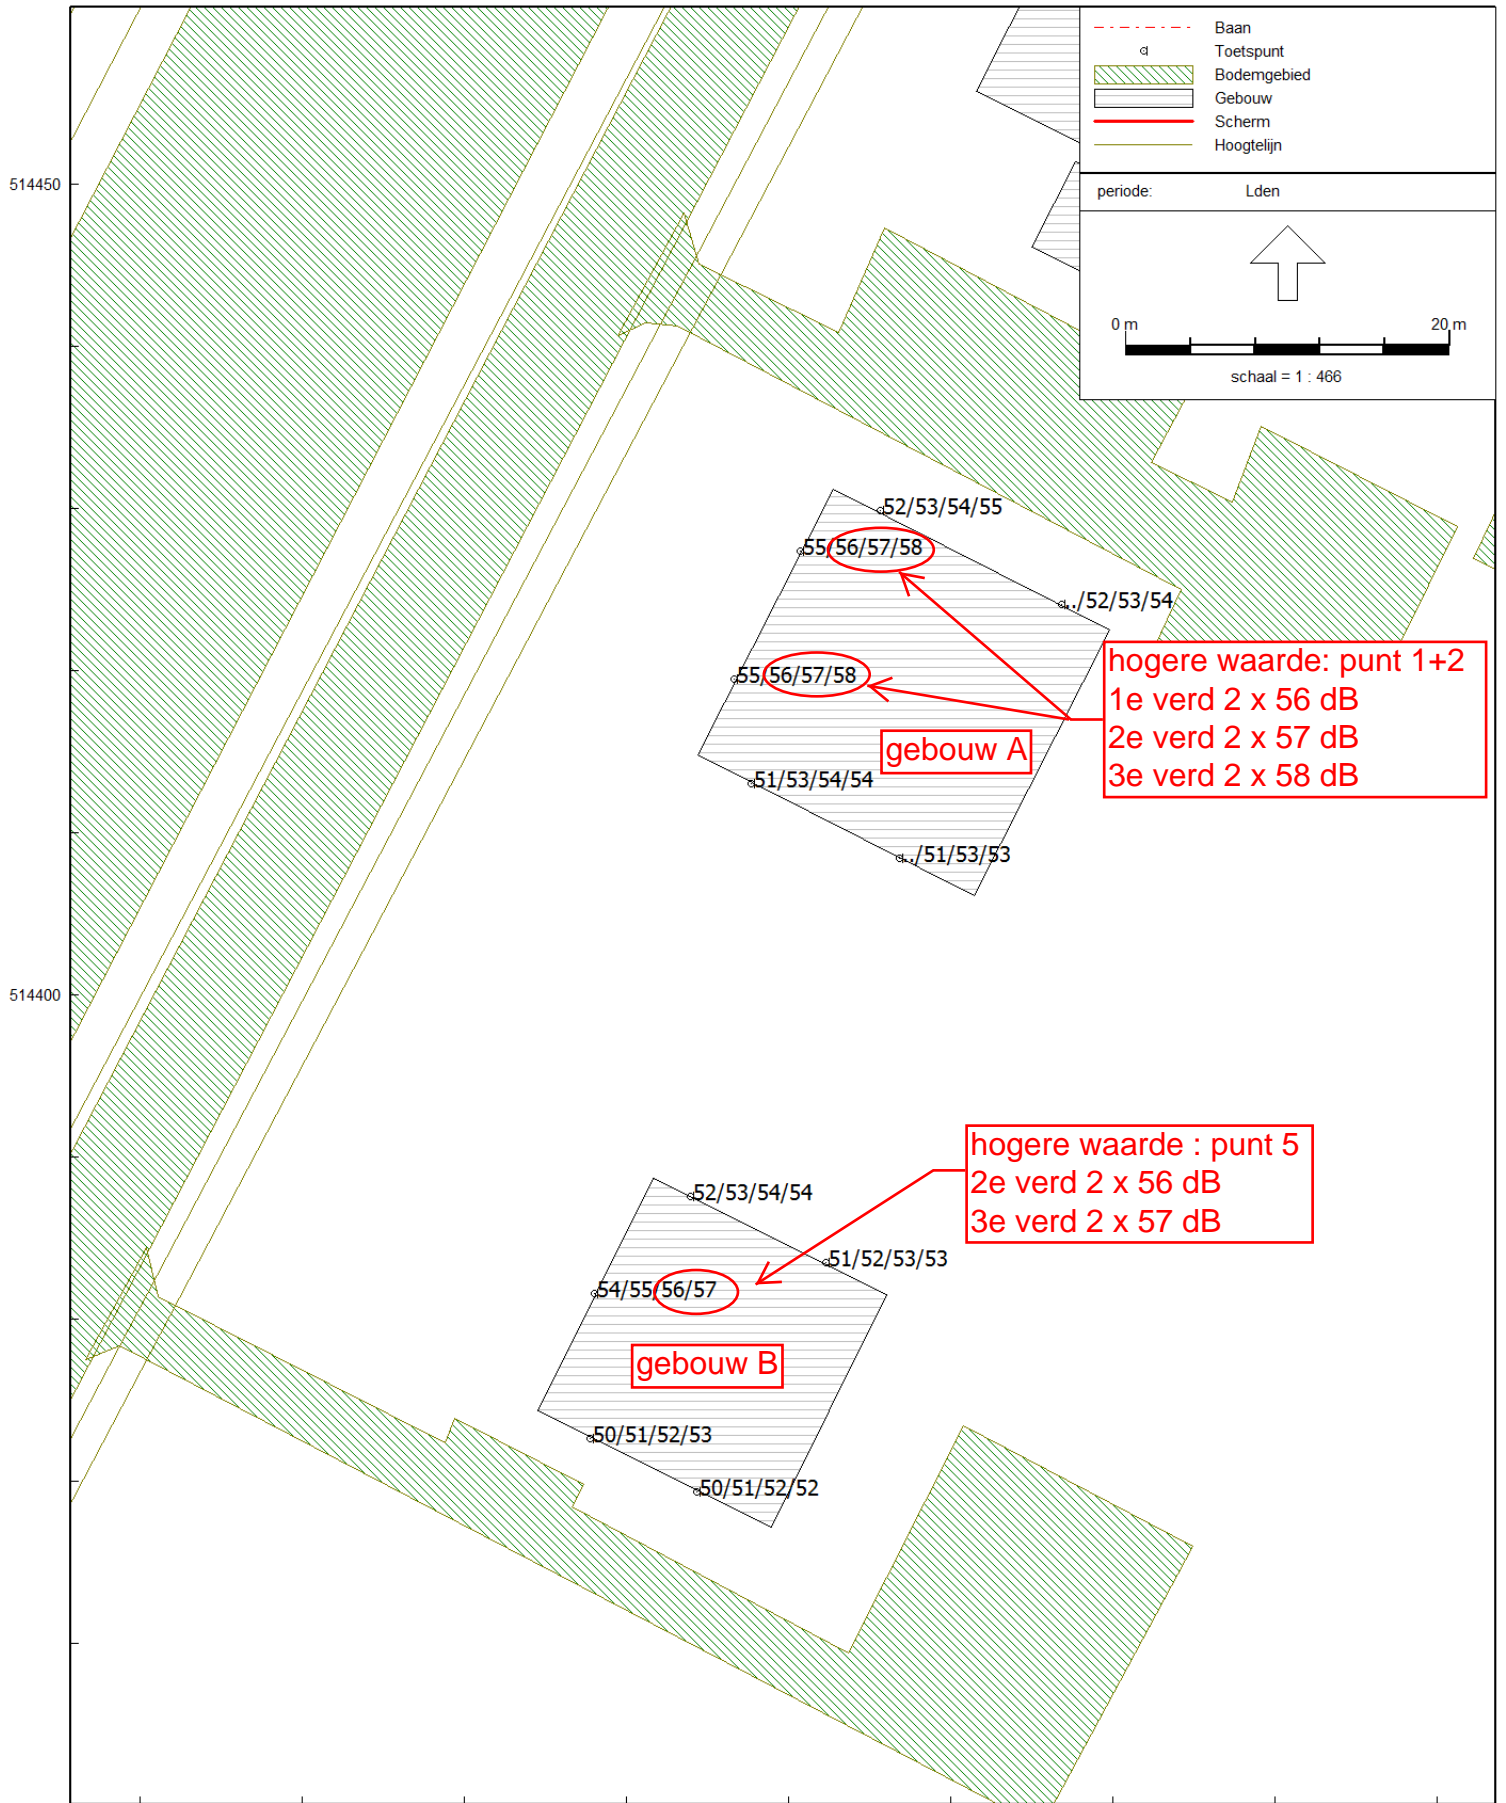 Baan
Toetspunt
Bodemgebied
Gebouw
Scherm
Hoogtelijn
periode: Lden
0 m 20 m
schaal = 1 : 466
514450
52/53/54/55
55/56/57/58
../52/53/54
55/56/57/58
hogere waarde: punt 1+2
1e verd 2 x 56 dB
2e verd 2 x 57 dB
3e verd 2 x 58 dB
gebouw A
51/53/54/54
../51/53/53
514400
hogere waarde : punt 5
2e verd 2 x 56 dB
3e verd 2 x 57 dB
52/53/54/54
51/52/53/53
54/55/56/57
gebouw B
50/51/52/53
50/51/52/52